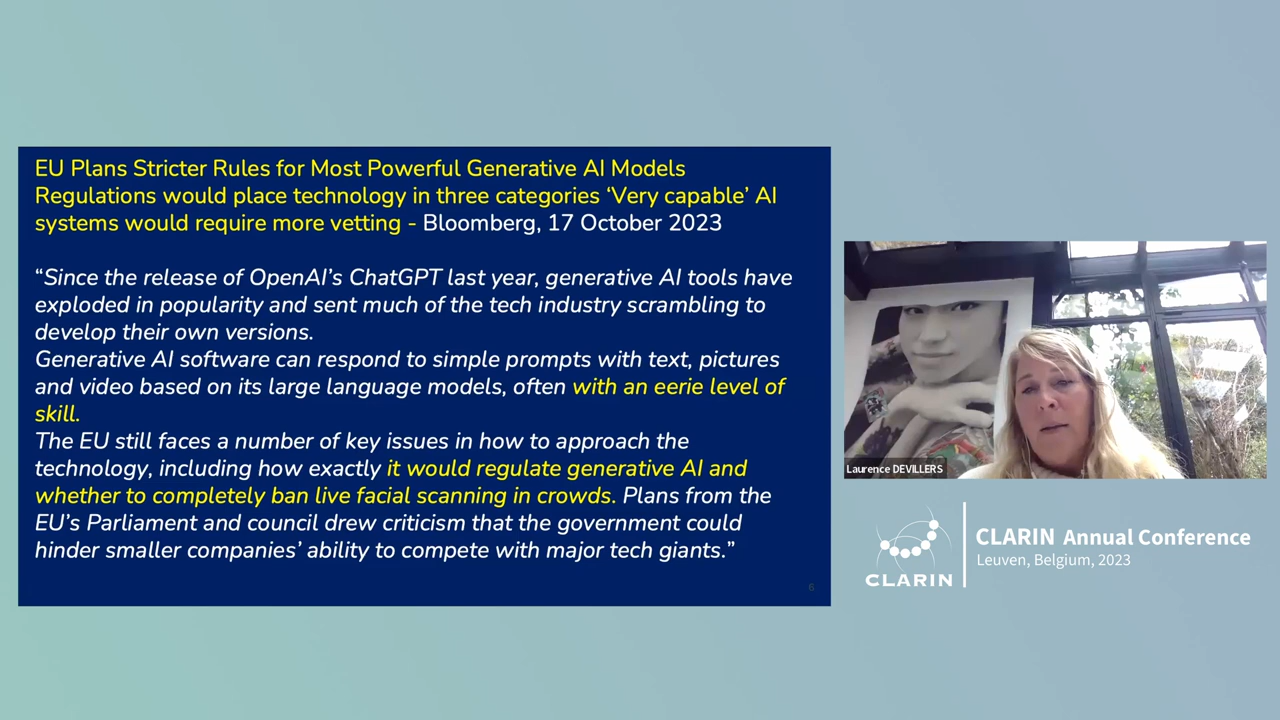 EU Plans Stricter Rules for Most Powerful Generative AI Models
Regulations would place technology in three categories ‘Very capable’ AI
systems would require more vetting - Bloomberg, 17 October 2023
“Since the release of OpenAI’s ChatGPT last year, generative AI tools have
exploded in popularity and sent much of the tech industry scrambling to
develop their own versions.
Generative AI software can respond to simple prompts with text, pictures
and video based on its large language models, often with an eerie level of
skill.
The EU still faces a number of key issues in how to approach the
technology, including how exactly it would regulate generative AI and
whether to completely ban live facial scanning in crowds. Plans from the
EU’s Parliament and council drew criticism that the government could
hinder smaller companies’ ability to compete with major tech giants.”
6
Laurence DEVILLERS
CLARIN
CLARIN Annual Conference
Leuven, Belgium, 2023